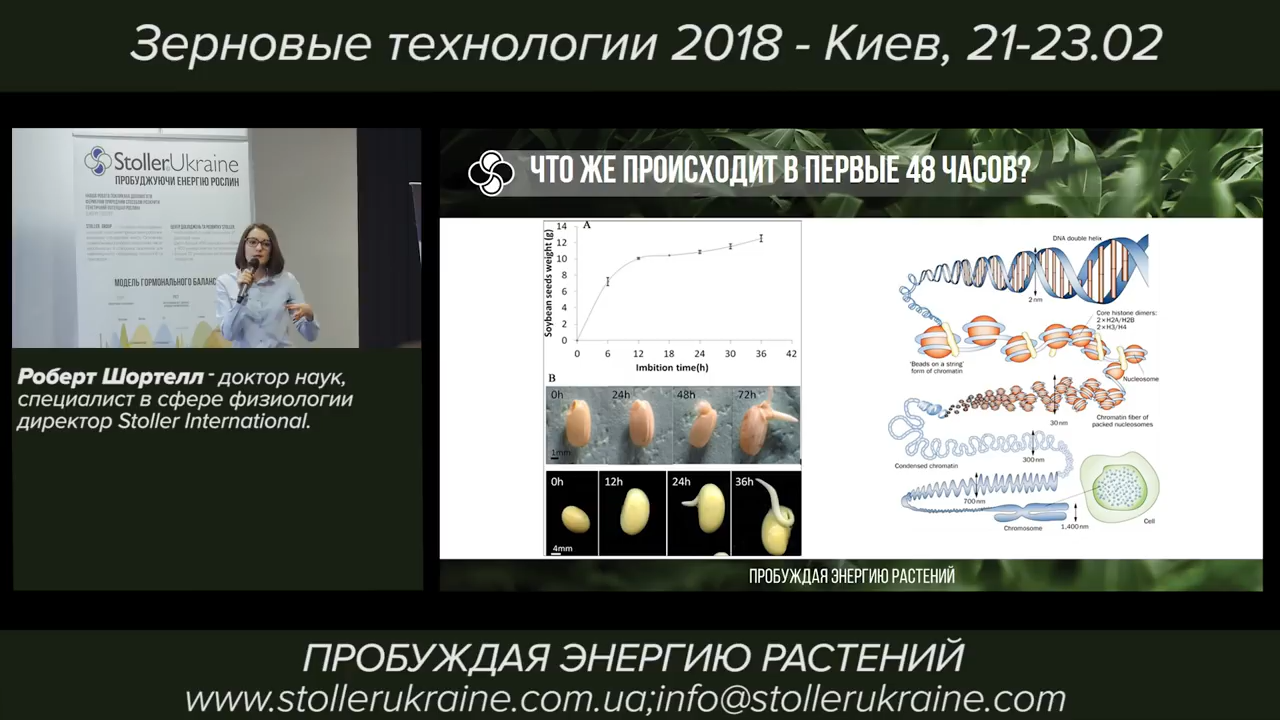 Зерновые технологии 2018 - Киев, 21-23.02
Stoller Ukraine
ПРОБУДЖУЮЧИ ЕНЕРГІЮ РОСЛИН
МОДЕЛЬ ГОРМОНАЛЬНОГО БАЛАНС
Роберт Шортелл - доктор наук,
специалист в сфере физиологии
директор Stoller International.
ЧТО ЖЕ ПРОИСХОДИТ В ПЕРВЫЕ 48 ЧАСОВ?
A
Soybean seeds weight (g)
14
12
10
8
6
4
2
0
0 6 12 18 24 30 36 42
Imbition time(h)
B
0h 24h 48h 72h
1mm
0h 12h 24h 36h
4mm
DNA double helix
2 nm
Core histone dimers:
2×H2A/H2B
2×H3/H4
'Beads on a string'
form of chromatin
Nucleosome
30 nm
Chromatin fiber of
packed nucleosomes
300 nm
Condensed chromatin
700 nm
Chromosome
1,400 nm
Cell
ПРОБУЖДАЯ ЭНЕРГИЮ РАСТЕНИЙ
ПРОБУЖДАЯ ЭНЕРГИЮ РАСТЕНИЙ
www.stollerukraine.com.ua;info@stollerukraine.com